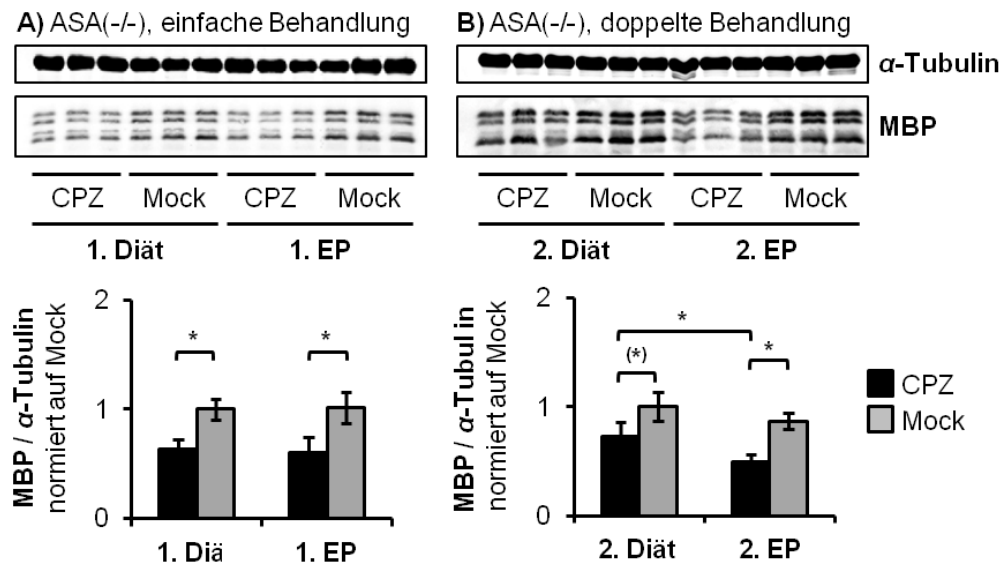 A) ASA(-/-), einfache Behandlung
CPZ Mock CPZ Mock
1. Diät 1. EP
MBP / α-Tubulin
normiert auf Mock
2
1
0
*
*
1. Diä 1. EP
B) ASA(-/-), doppelte Behandlung
α-Tubulin
MBP
CPZ Mock CPZ Mock
2. Diät 2. EP
MBP / α-Tubul in
normiert auf Mock
2
1
0
*
(*)
*
2. Diät 2. EP
CPZ
Mock